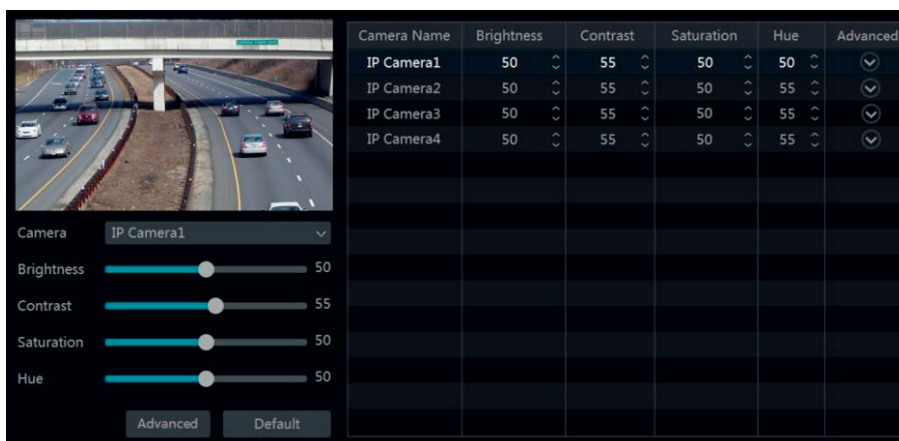 Camera IP Camera1
Brightness 50
Contrast 55
Saturation 50
Hue 50
Advanced Default
Camera Name Brightness Contrast Saturation Hue Advanced
IP Camera1 50 55 50 50
IP Camera2 50 55 50 55
IP Camera3 50 55 50 55
IP Camera4 50 55 50 55